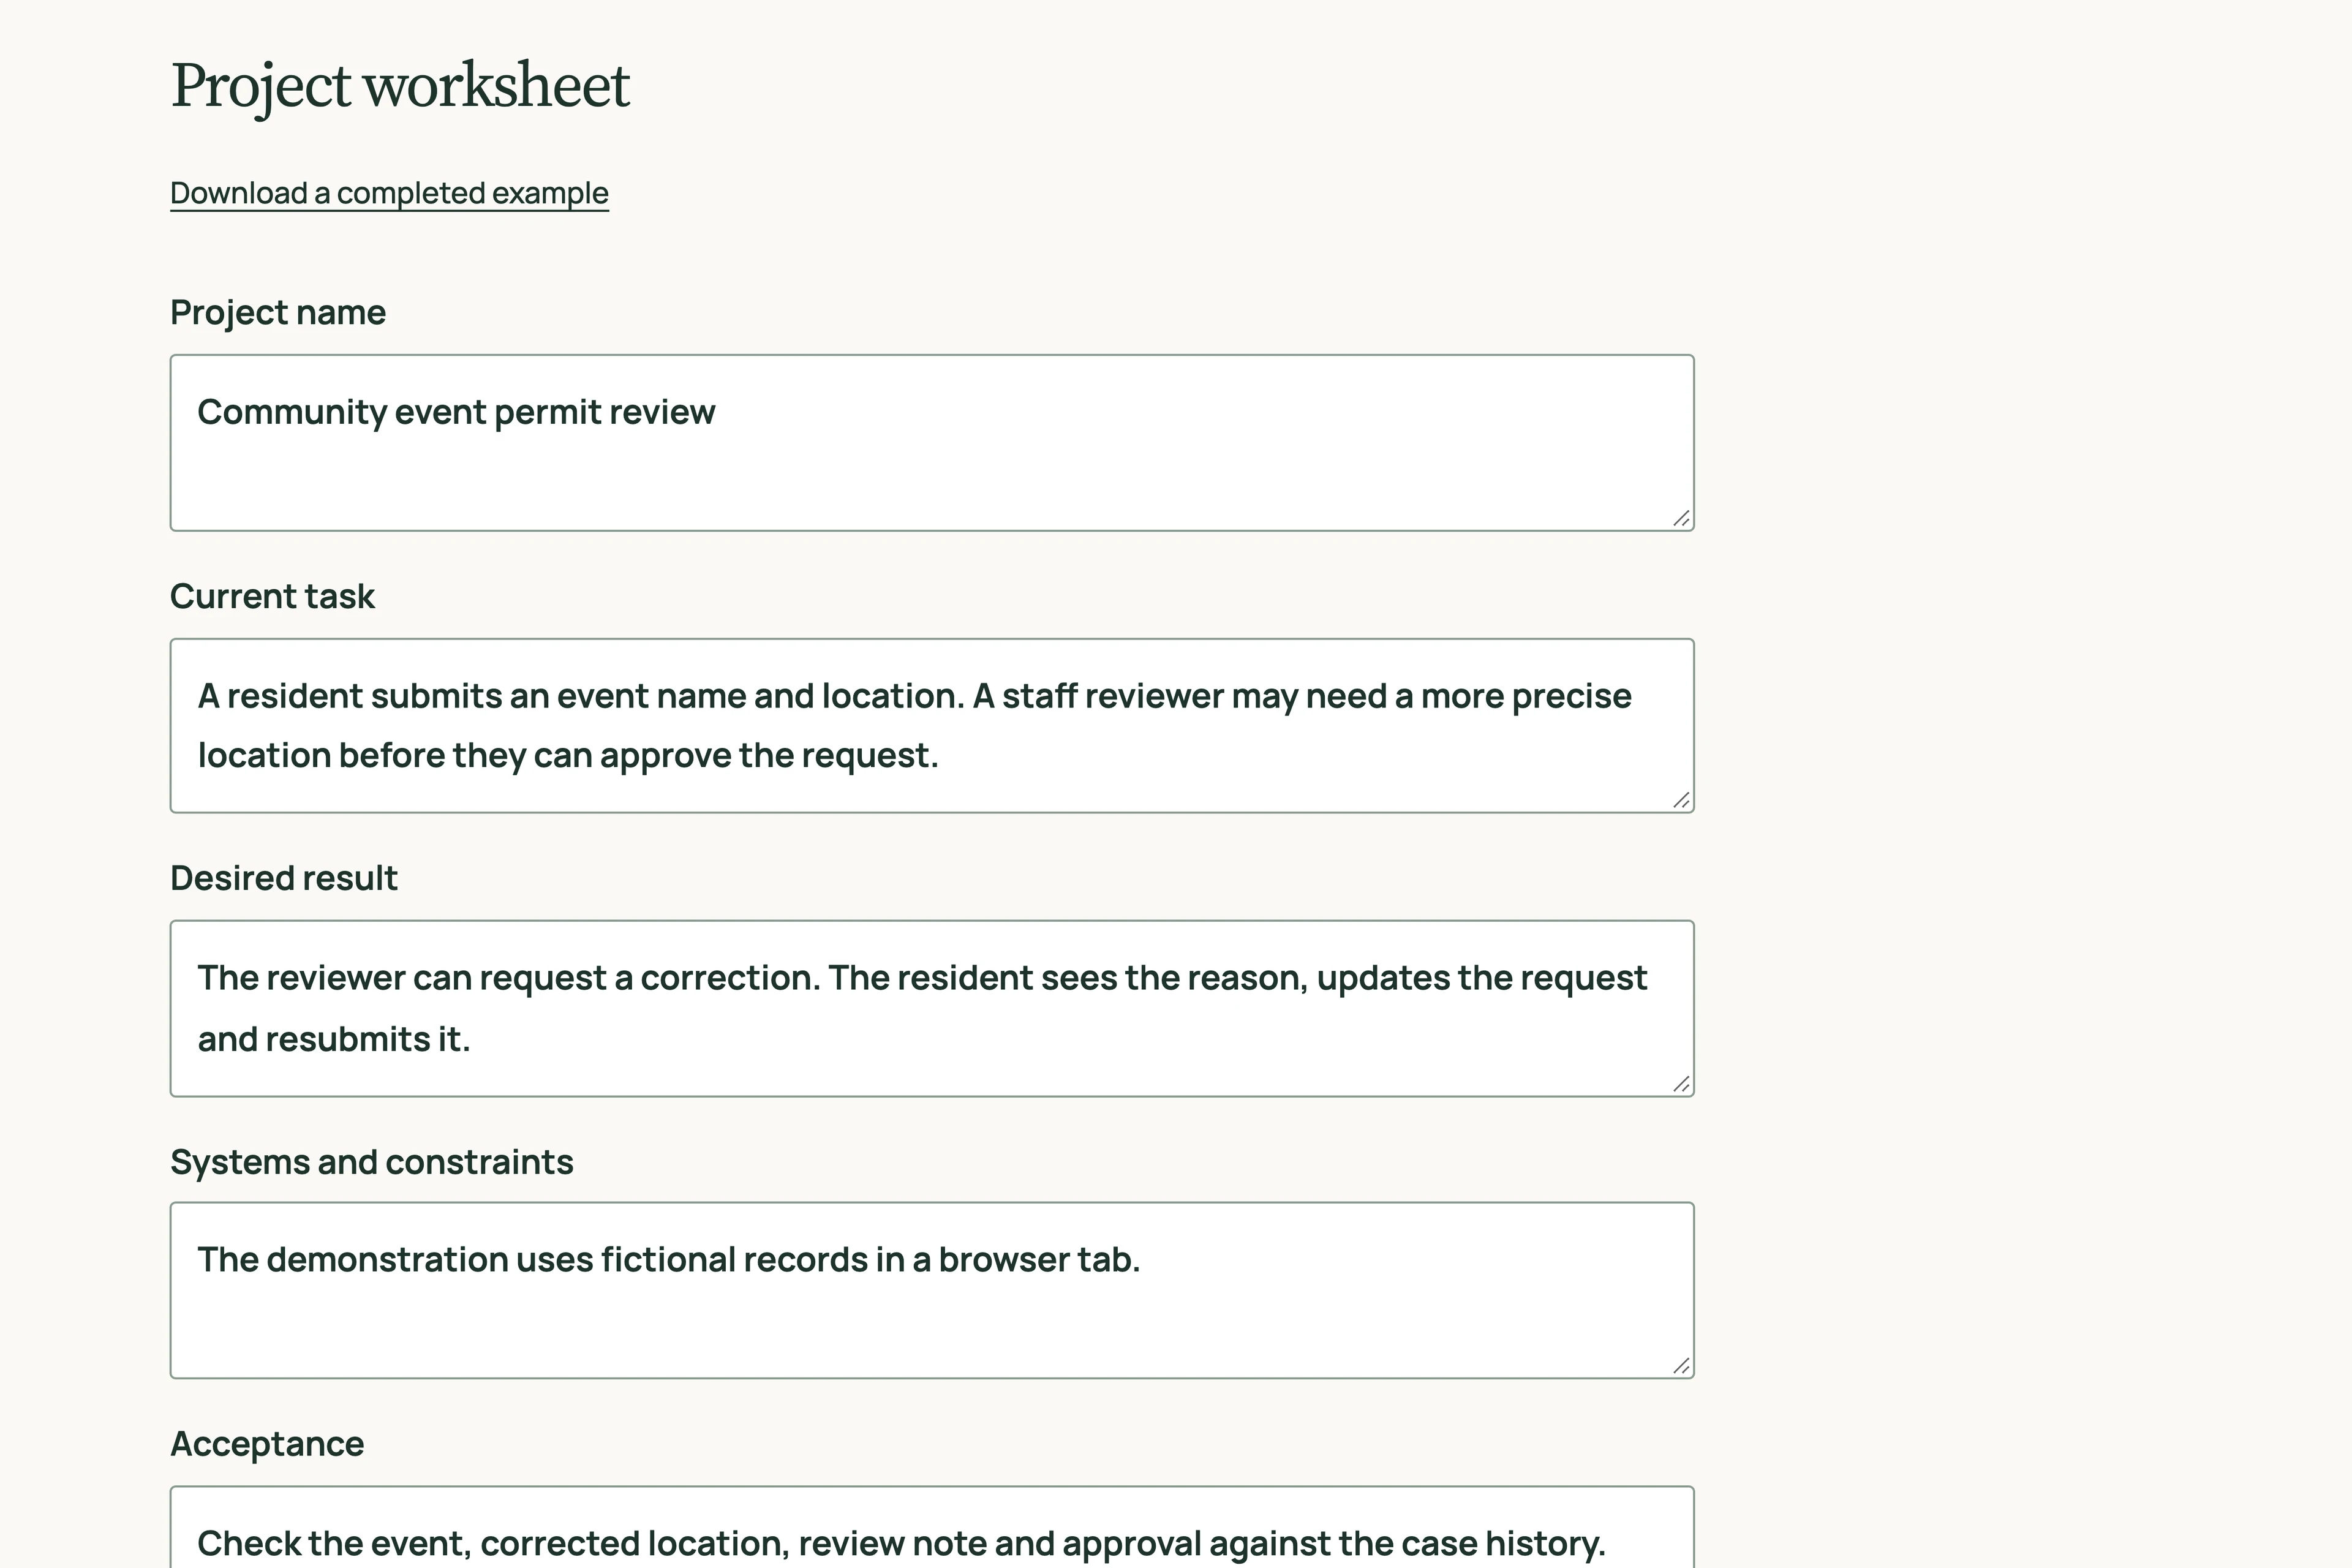 Project worksheet
Download a completed example
Project name
Community event permit review
Current task
A resident submits an event name and location. A staff reviewer may need a more precise
location before they can approve the request.
Desired result
The reviewer can request a correction. The resident sees the reason, updates the request
and resubmits it.
Systems and constraints
The demonstration uses fictional records in a browser tab.
Acceptance
Check the event, corrected location, review note and approval against the case history.